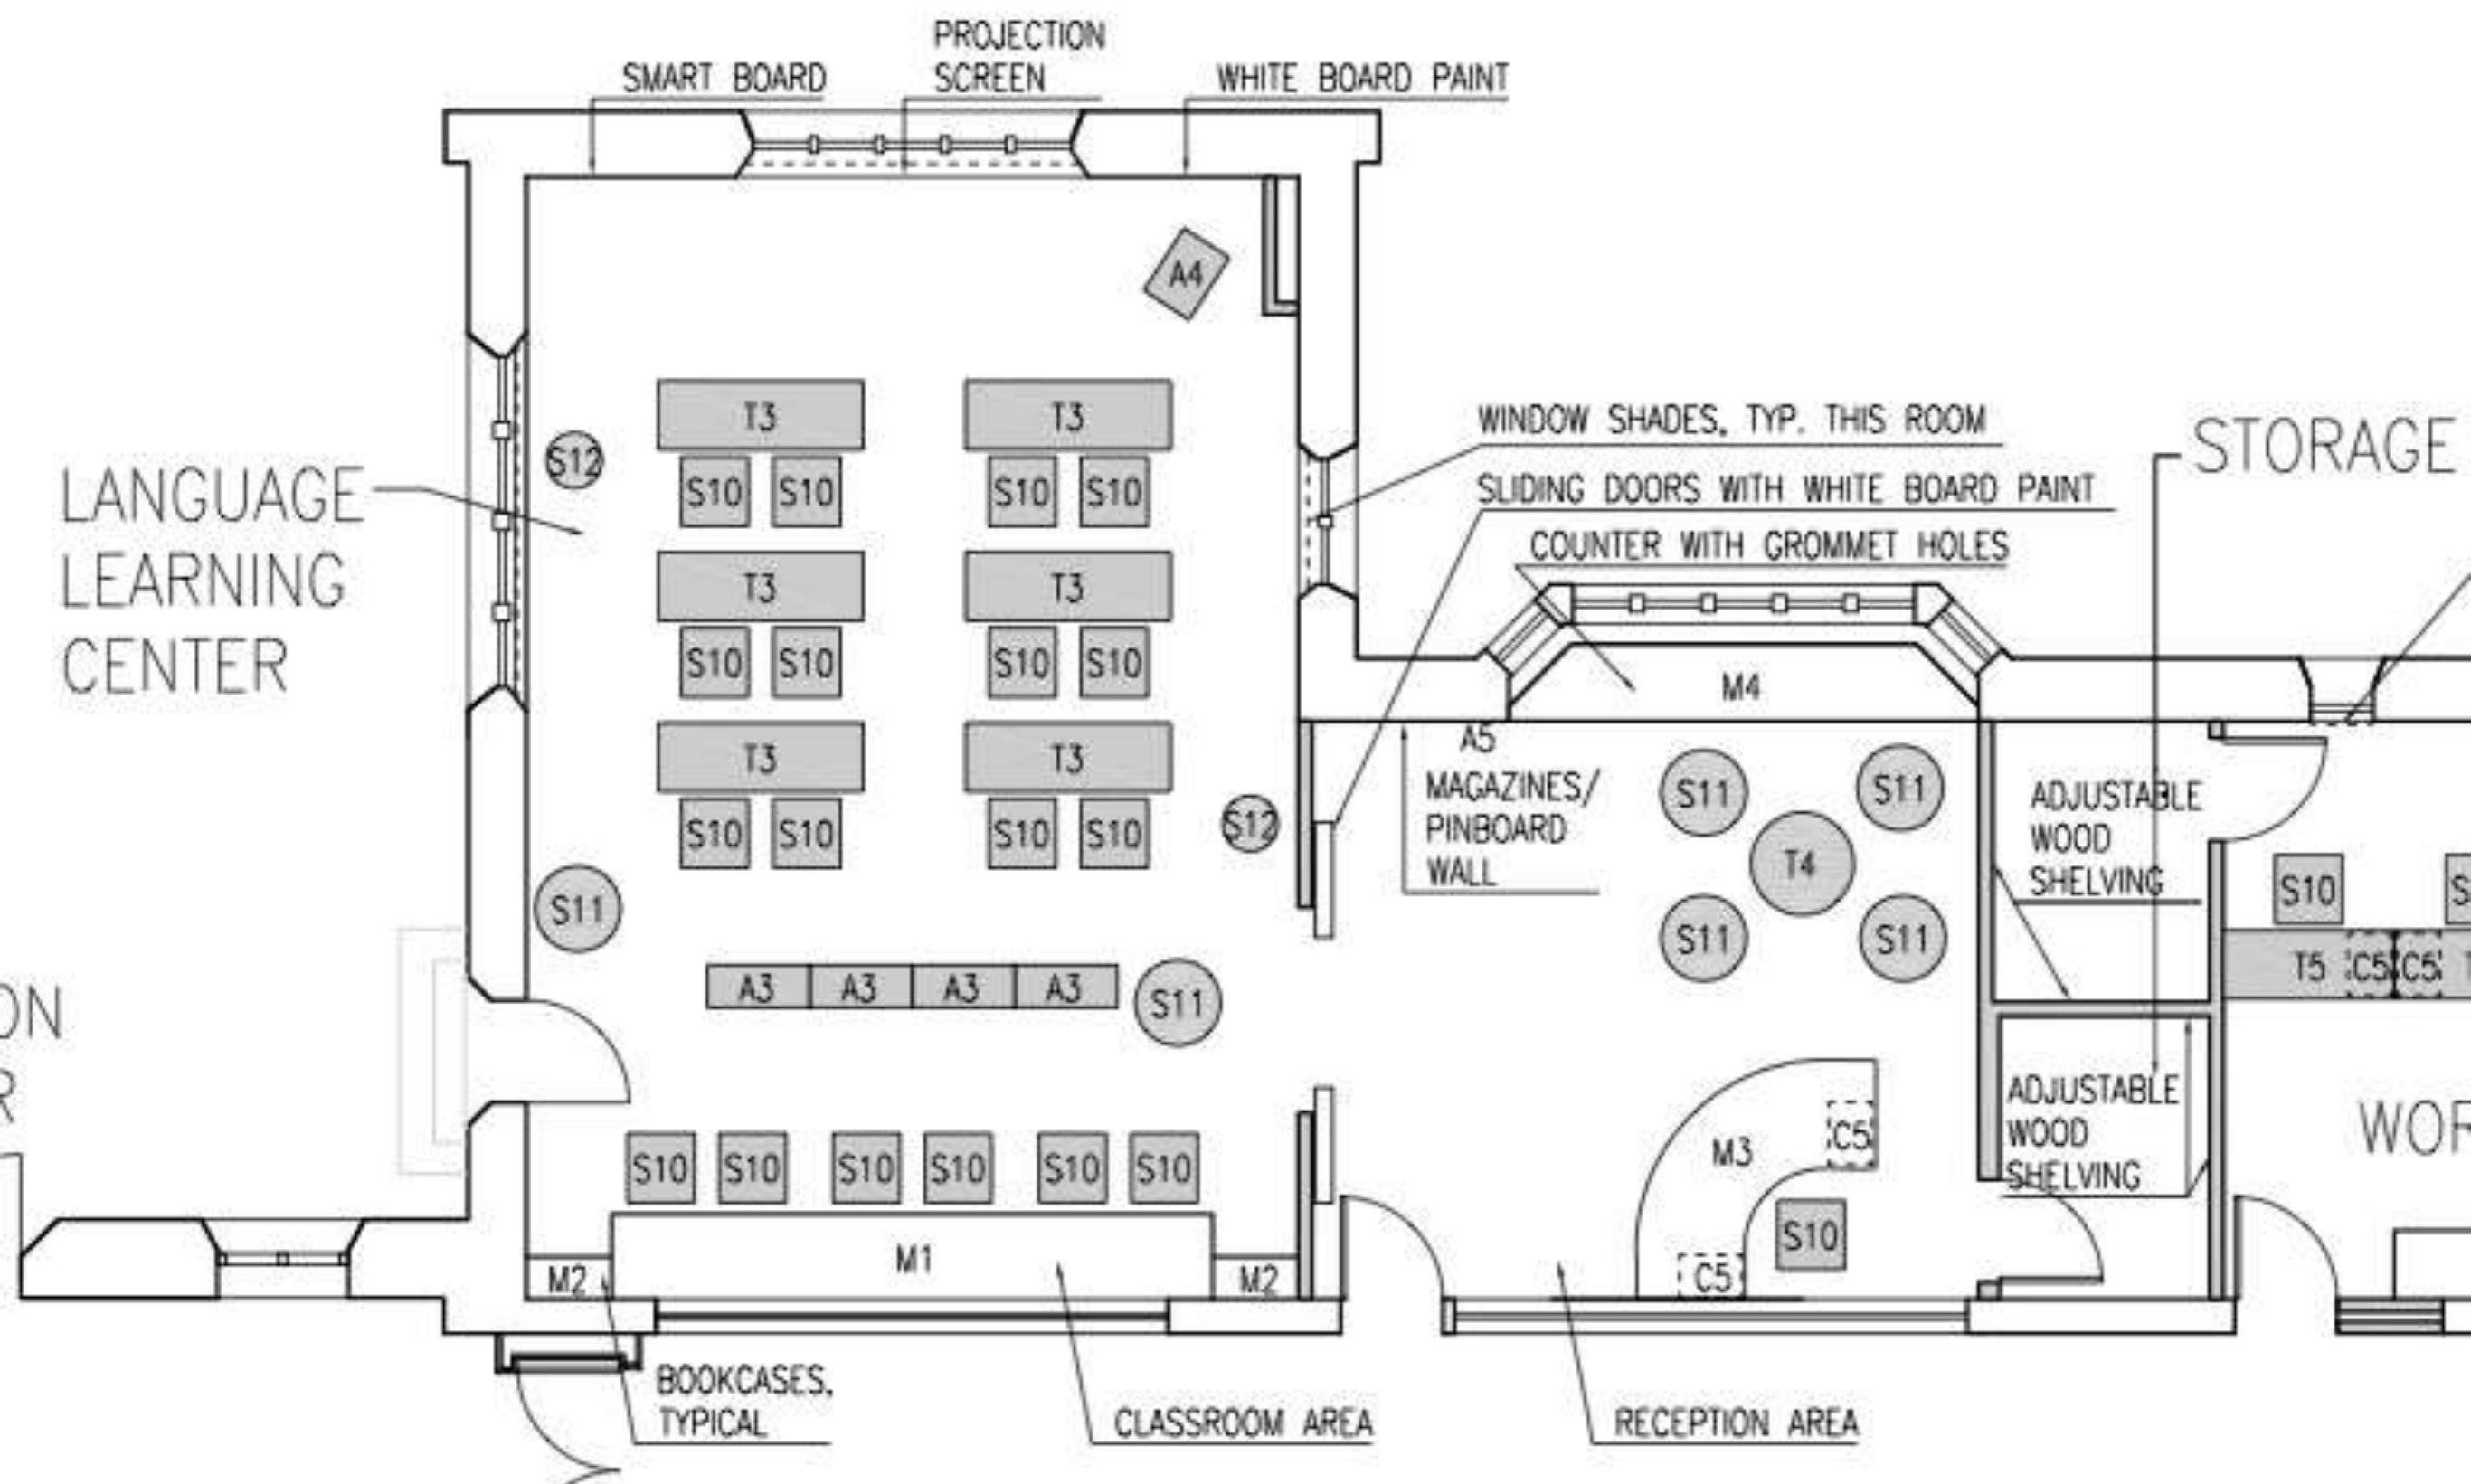 PROJECTION
SMART BOARD SCREEN WHITE BOARD PAINT
A4
T3 T3
WINDOW SHADES, TYP. THIS ROOM
STORAGE
S12
LANGUAGE
LEARNING
CENTER
S10 S10 S10 S10
SLIDING DOORS WITH WHITE BOARD PAINT
COUNTER WITH GROMMET HOLES
T3 T3
S10 S10 S10 S10
M4
T3 T3
A5
MAGAZINES/
PINBOARD
WALL
S11 S11
ADJUSTABLE
WOOD
SHELVING
S10 S10 S10 S10
S12
T4
S10
S11
S11 S11
T5 C5 C5
A3 A3 A3 A3
S11
ON
R
ADJUSTABLE
WOOD
SHELVING
WOR
C5
M3
S10 S10 S10 S10 S10 S10
S10
M2 M1 M2
C5
BOOKCASES,
TYPICAL
CLASSROOM AREA
RECEPTION AREA